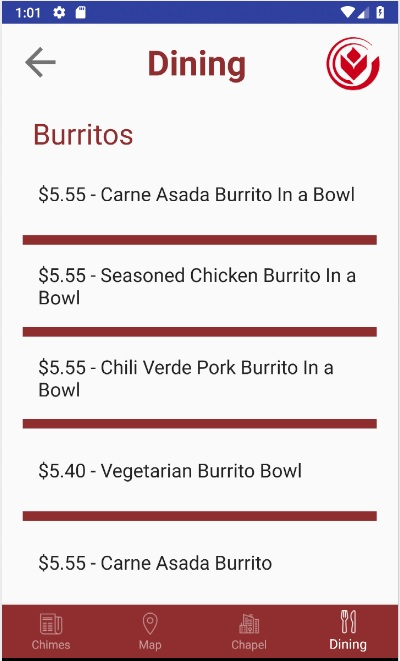 1:01
Dining
Burritos
$5.55 - Carne Asada Burrito In a Bowl
$5.55 - Seasoned Chicken Burrito In a
Bowl
$5.55 - Chili Verde Pork Burrito In a
Bowl
$5.40 - Vegetarian Burrito Bowl
$5.55 - Carne Asada Burrito
Chimes Map Chapel Dining